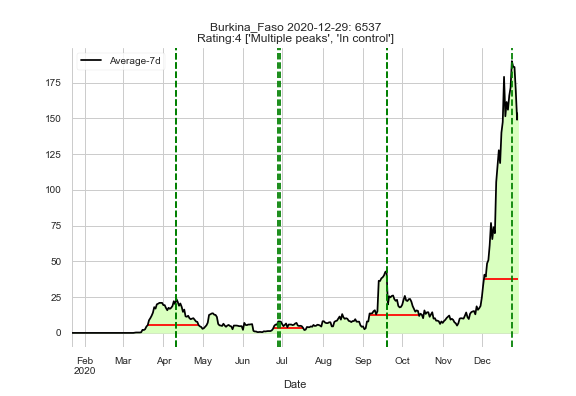 Burkina_Faso 2020-12-29: 6537
Rating:4 ['Multiple peaks', 'In control']
Average-7d
175
150
125
100
75
50
25
0
Feb Mar Apr May Jun Jul Aug Sep Oct Nov Dec
2020
Date